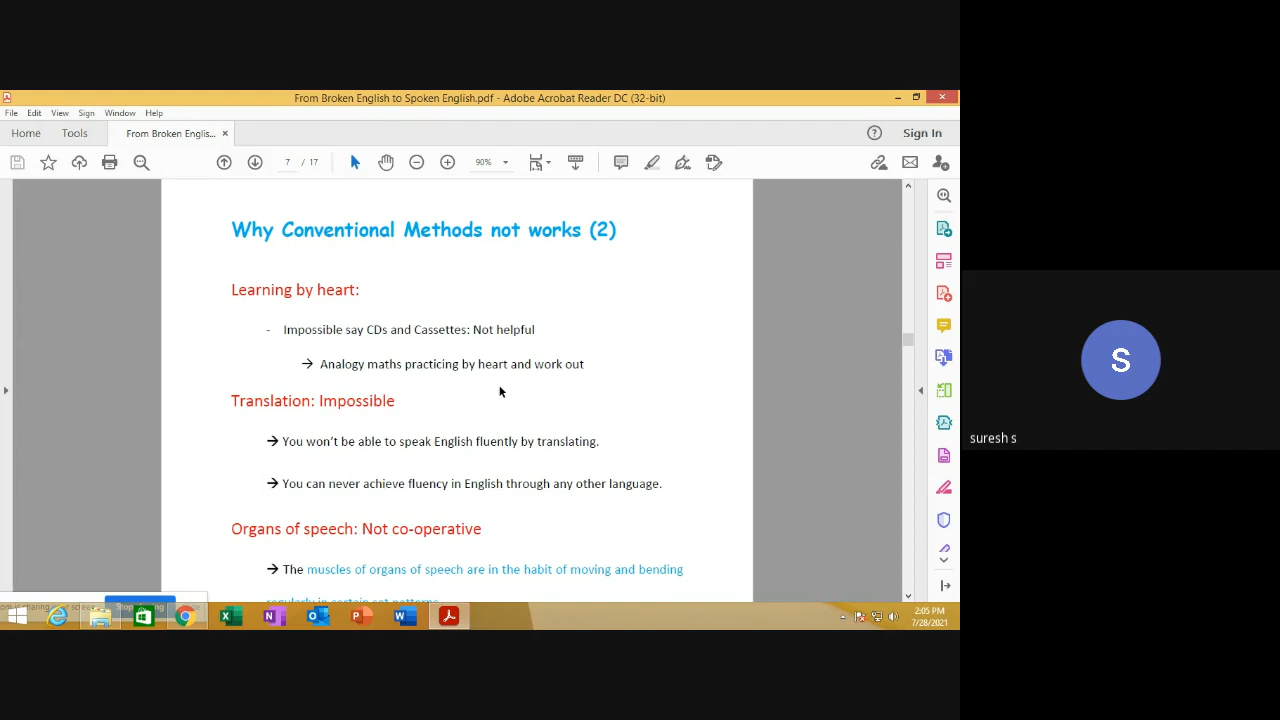 From Broken English to Spoken English.pdf - Adobe Acrobat Reader DC (32-bit)
File Edit View Sign Window Help
Home Tools From Broken Englis... × Sign In
7 / 17 90%
Why Conventional Methods not works (2)
Learning by heart:
- Impossible say CDs and Cassettes: Not helpful
→ Analogy maths practicing by heart and work out
Translation: Impossible
→ You won't be able to speak English fluently by translating.
→ You can never achieve fluency in English through any other language.
Organs of speech: Not co-operative
→ The muscles of organs of speech are in the habit of moving and bending
regularly in certain set patterns
S
suresh s
2:05 PM
7/28/2021